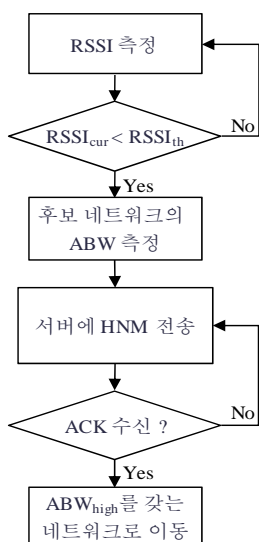 RSSI 측정
RSSIcur < RSSIth
No
Yes
후보 네트워크의
ABW 측정
서버에 HNM 전송
ACK 수신 ?
No
Yes
ABWhigh를 갖는
네트워크로 이동